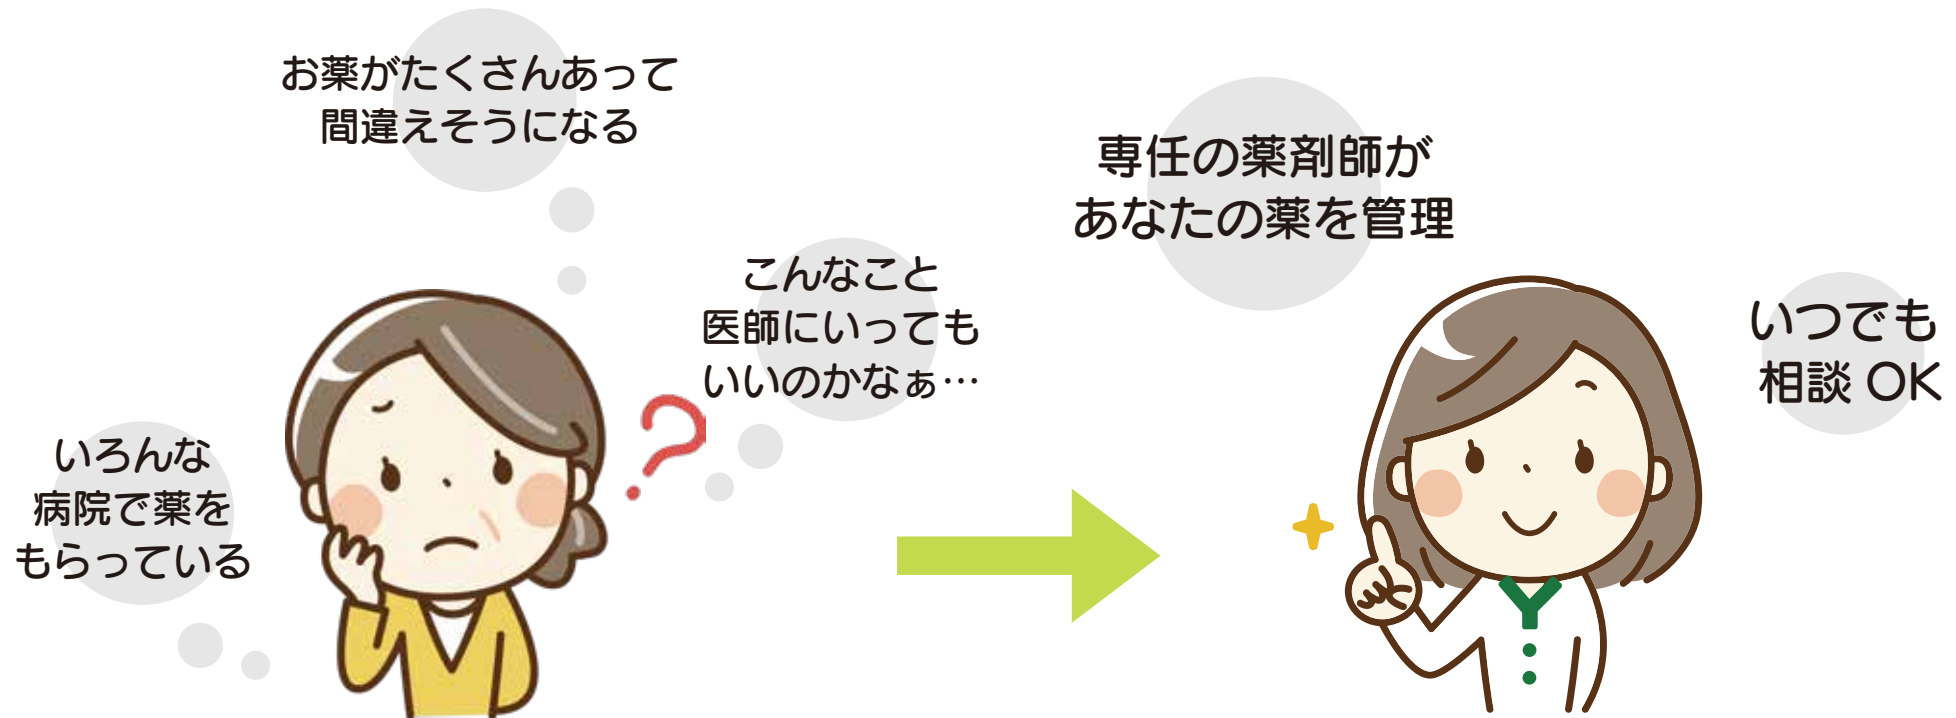 お薬がたくさんあって
間違えそうになる
こんなこと
医師にいっても
いいのかなぁ…
いろんな
病院で薬を
もらっている
専任の薬剤師が
あなたの薬を管理
いつでも
相談 OK